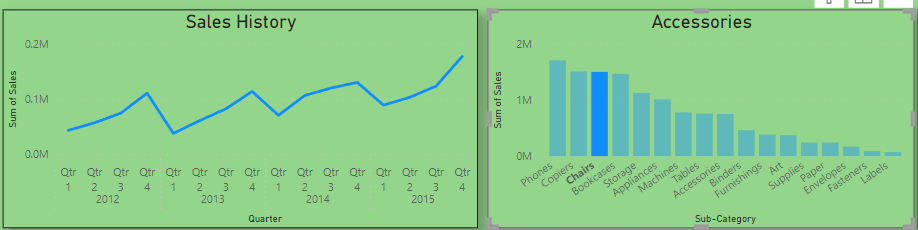 Sales History
0.2M
0.1M
0.0M
Sum of Sales
Qtr 1 Qtr 2 Qtr 3 Qtr 4 Qtr 1 Qtr 2 Qtr 3 Qtr 4 Qtr 1 Qtr 2 Qtr 3 Qtr 4 Qtr 1 Qtr 2 Qtr 3 Qtr 4
2012 2013 2014 2015
Quarter
Accessories
2M
1M
0M
Sum of Sales
Phones
Copiers
Chairs
Bookcases
Storage
Appliances
Machines
Tables
Accessories
Binders
Furnishings
Art
Supplies
Paper
Envelopes
Fasteners
Labels
Sub-Category